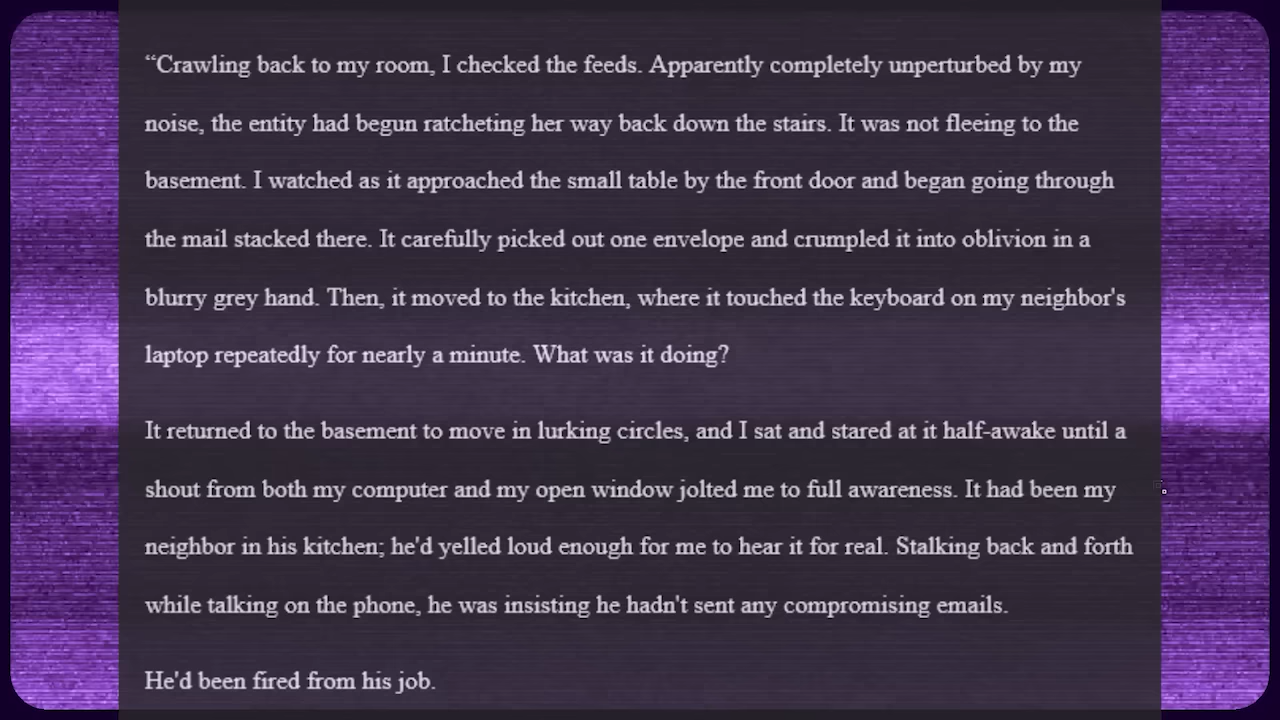 “Crawling back to my room, I checked the feeds. Apparently completely unperturbed by my
noise, the entity had begun ratcheting her way back down the stairs. It was not fleeing to the
basement. I watched as it approached the small table by the front door and began going through
the mail stacked there. It carefully picked out one envelope and crumpled it into oblivion in a
blurry grey hand. Then, it moved to the kitchen, where it touched the keyboard on my neighbor's
laptop repeatedly for nearly a minute. What was it doing?
It returned to the basement to move in lurking circles, and I sat and stared at it half-awake until a
shout from both my computer and my open window jolted me to full awareness. It had been my
neighbor in his kitchen; he'd yelled loud enough for me to hear it for real. Stalking back and forth
while talking on the phone, he was insisting he hadn't sent any compromising emails.
He'd been fired from his job.